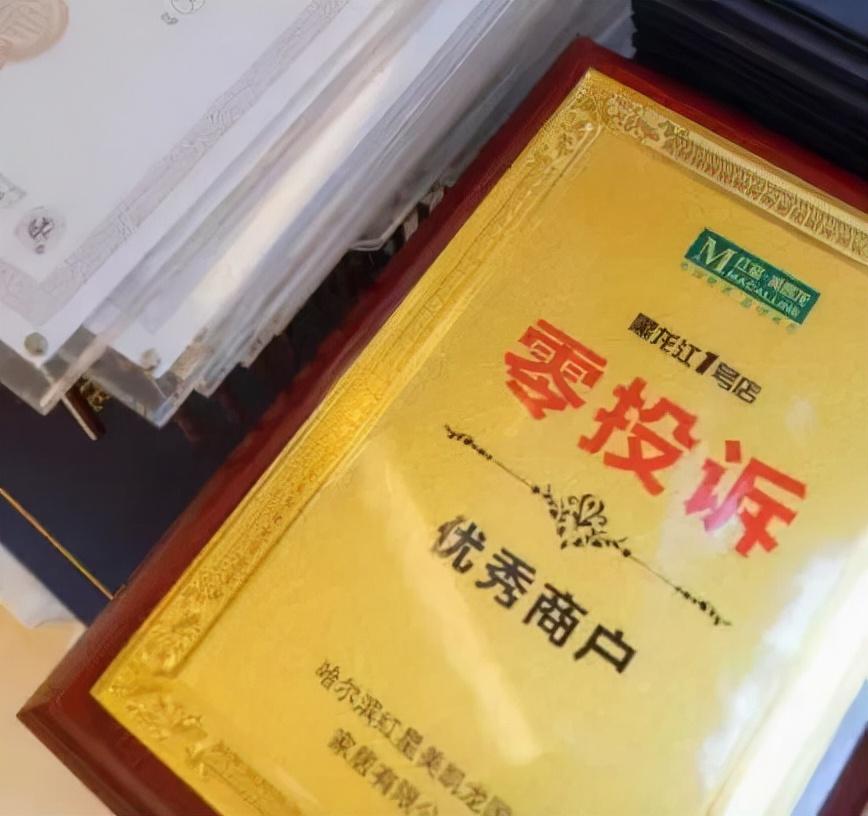 M 红星·美凯龙
MACALLINE
黑龙江1号店
零投诉
优秀商户
哈尔滨红星美凯龙
家居有限公